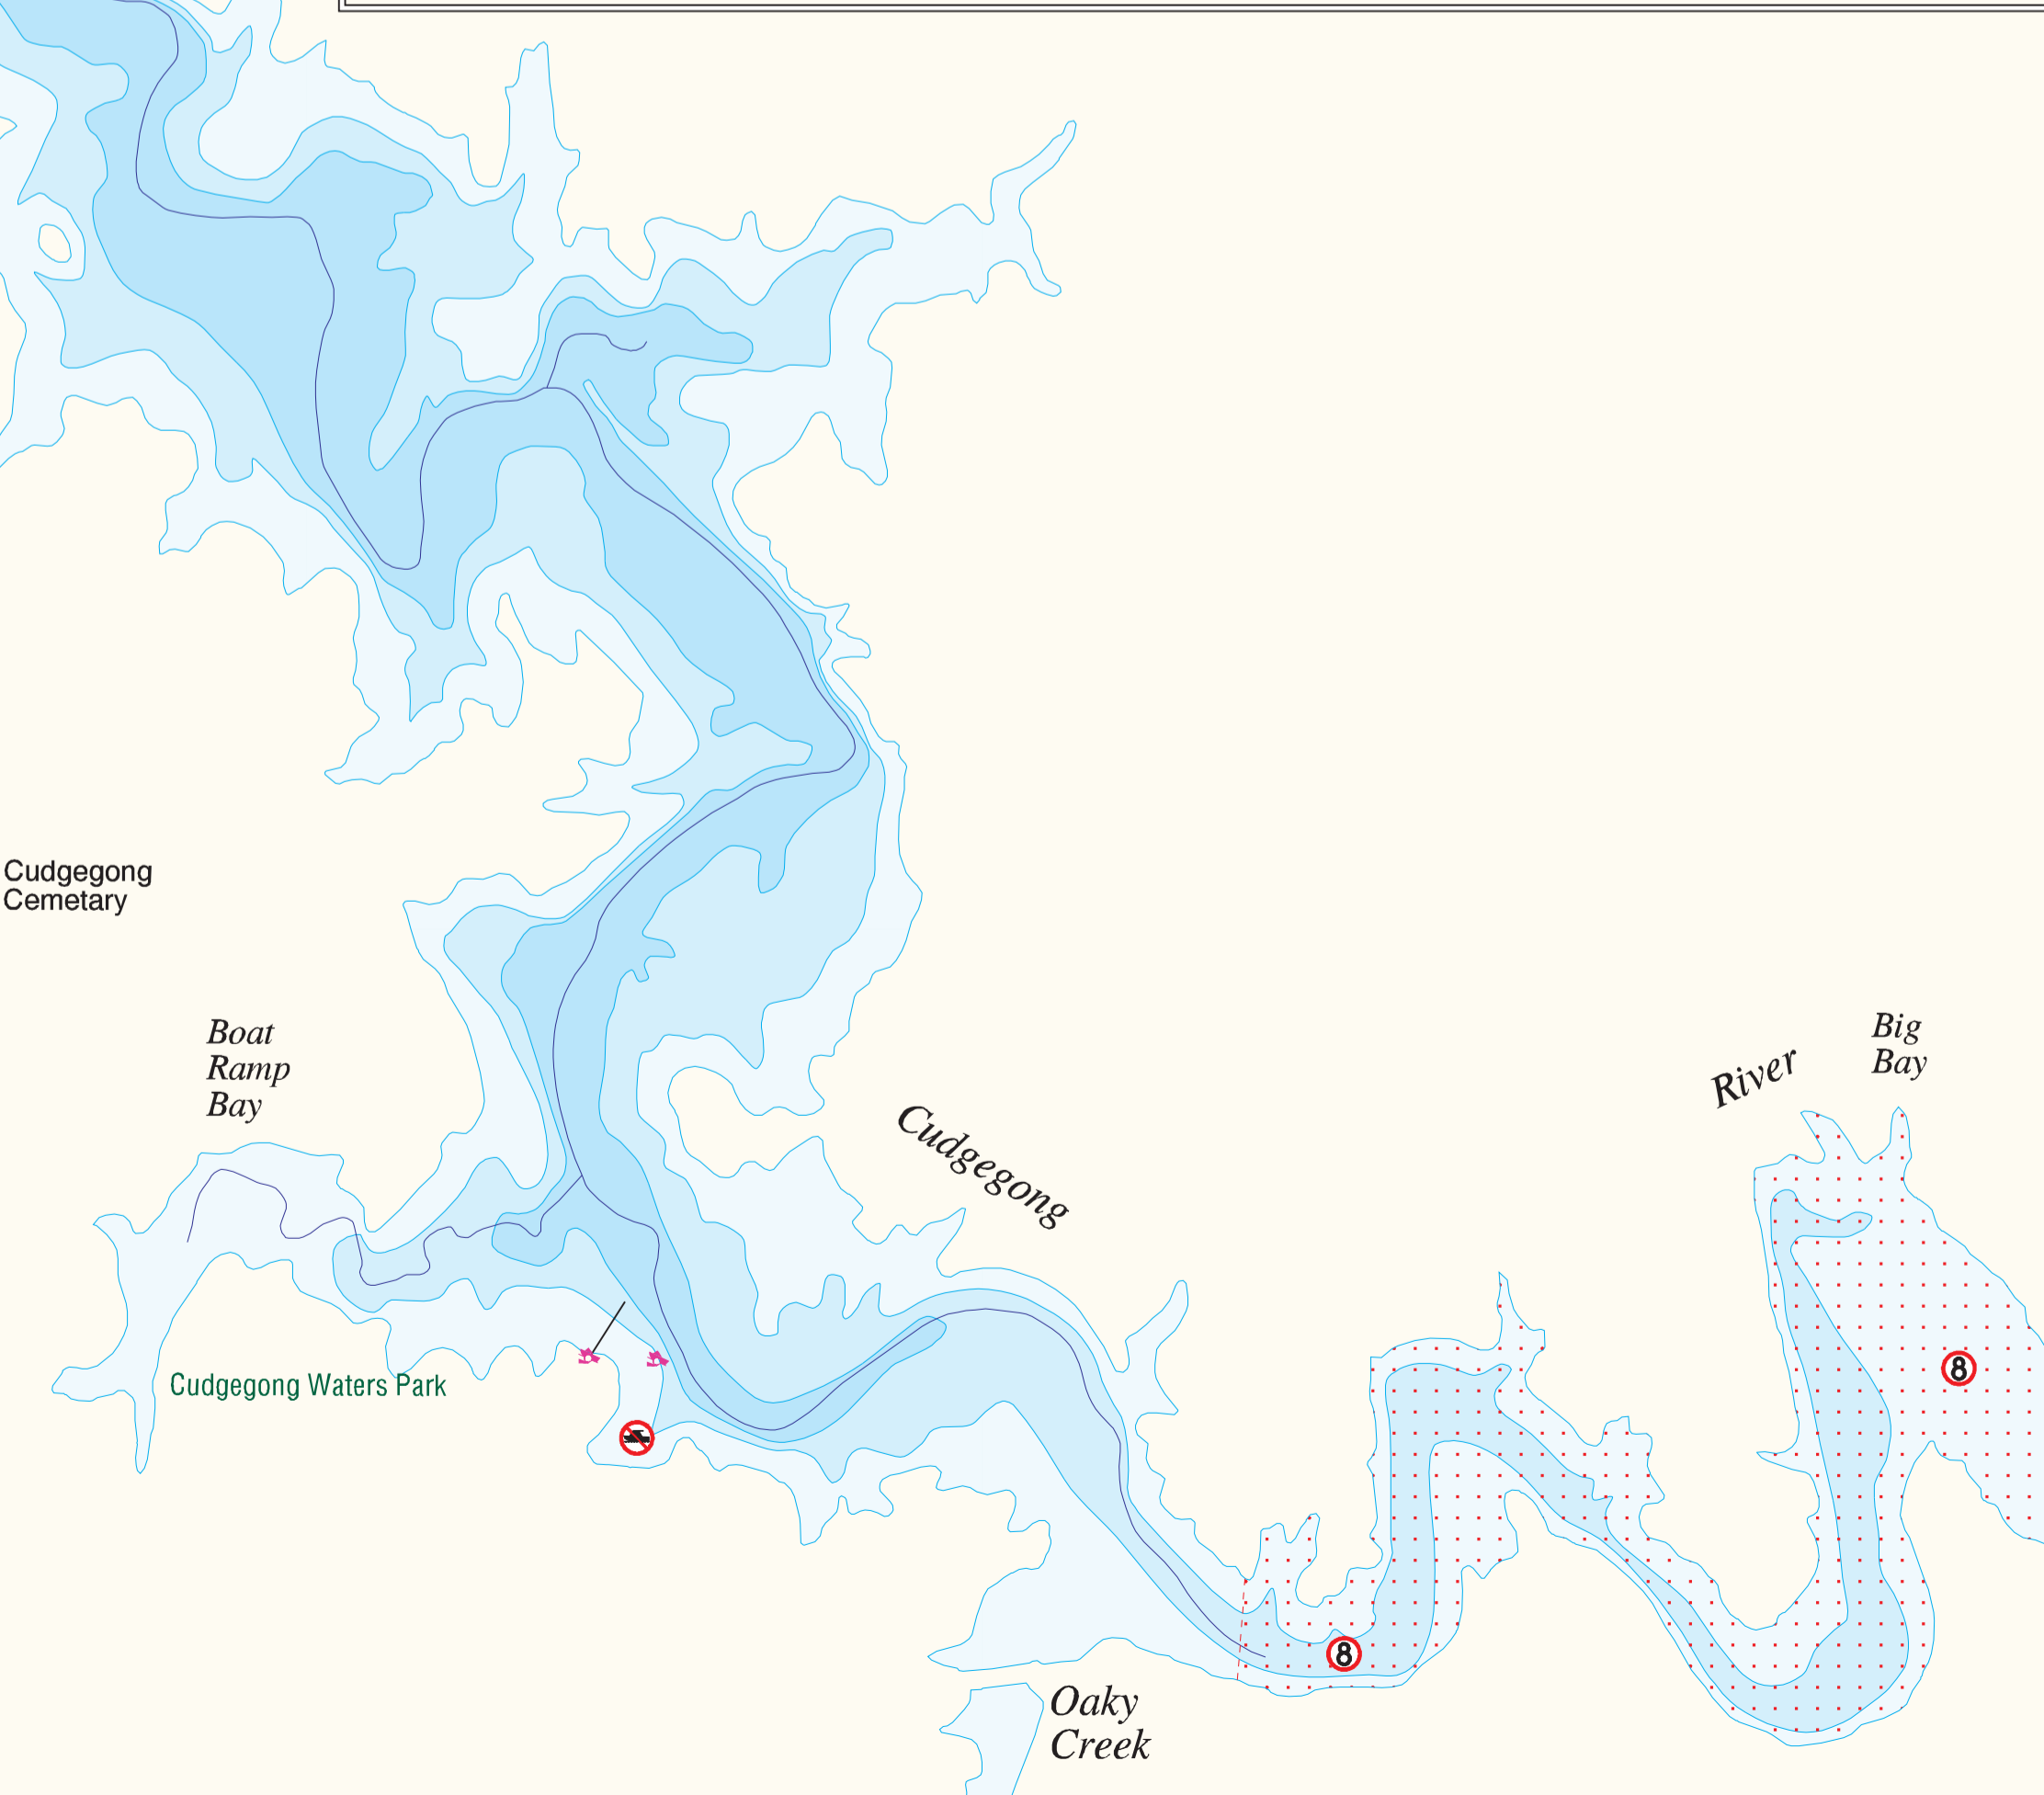 Cudgegong
Cemetary
Boat
Ramp
Bay
Cudgegong
River
Big
Bay
8
Cudgegong Waters Park
8
Oaky
Creek